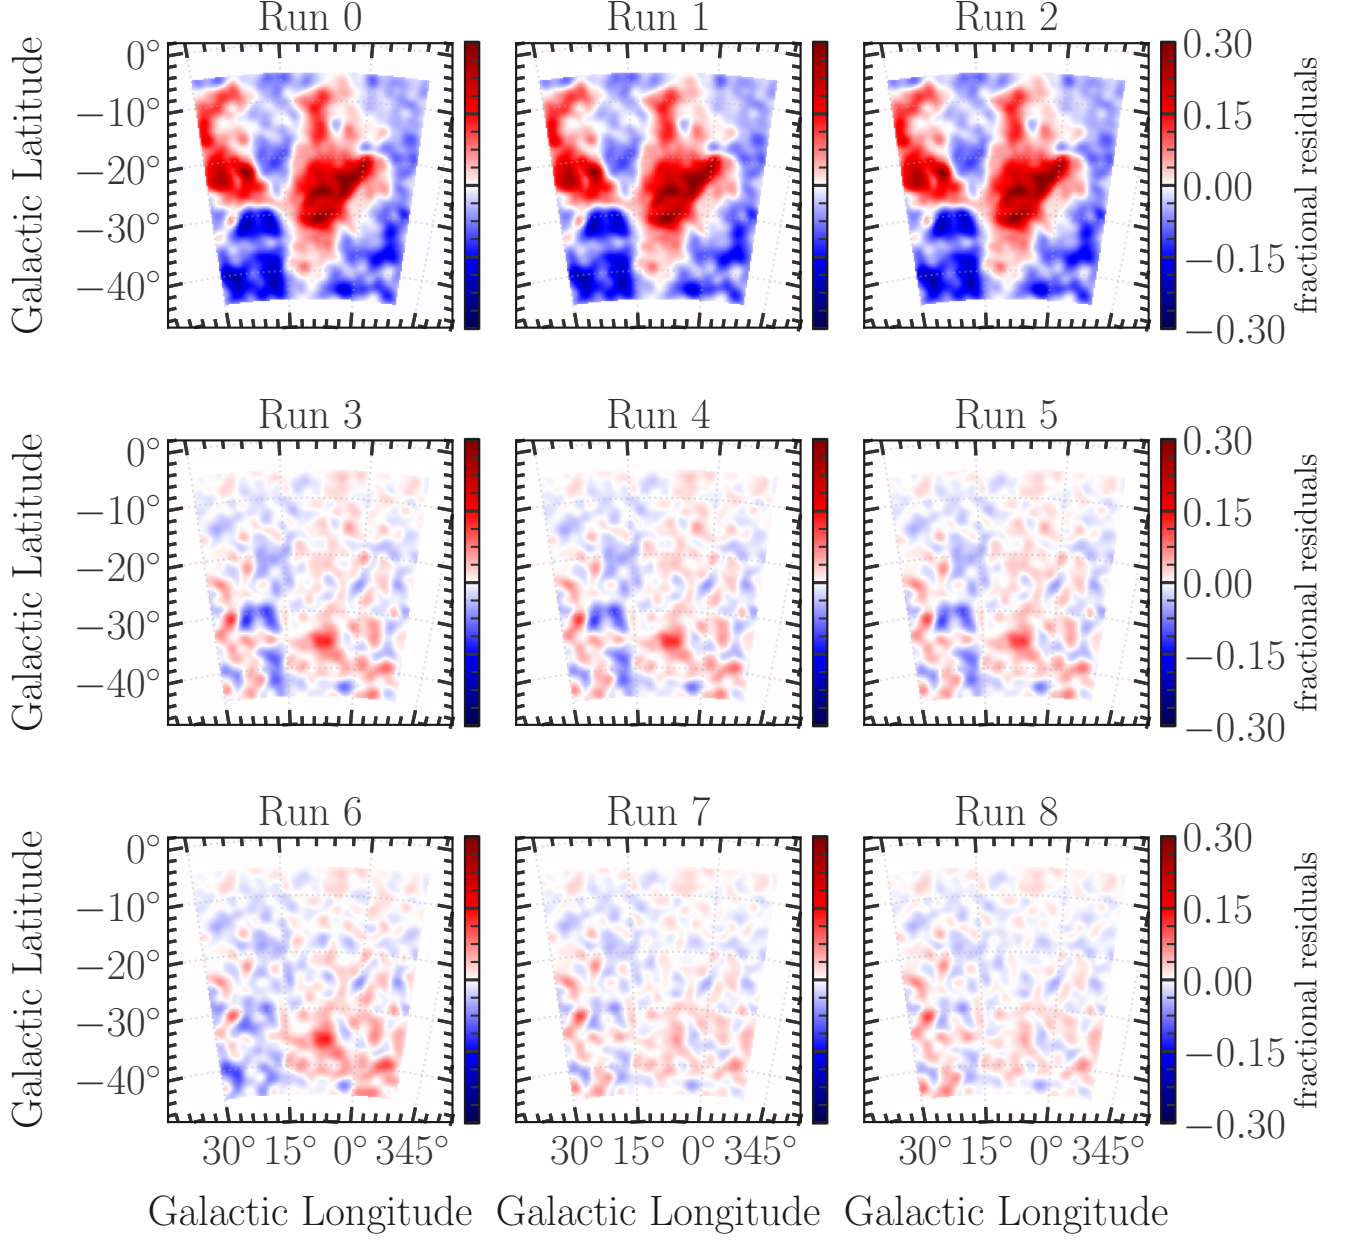 Run 0 Run 1 Run 2
Galactic Latitude
0°
−10°
−20°
−30°
−40°
0.30
0.15
0.00
−0.15
−0.30
fractional residuals
Run 3 Run 4 Run 5
Galactic Latitude
0°
−10°
−20°
−30°
−40°
0.30
0.15
0.00
−0.15
−0.30
fractional residuals
Run 6 Run 7 Run 8
Galactic Latitude
0°
−10°
−20°
−30°
−40°
0.30
0.15
0.00
−0.15
−0.30
fractional residuals
30° 15° 0° 345° 30° 15° 0° 345° 30° 15° 0° 345°
Galactic Longitude Galactic Longitude Galactic Longitude